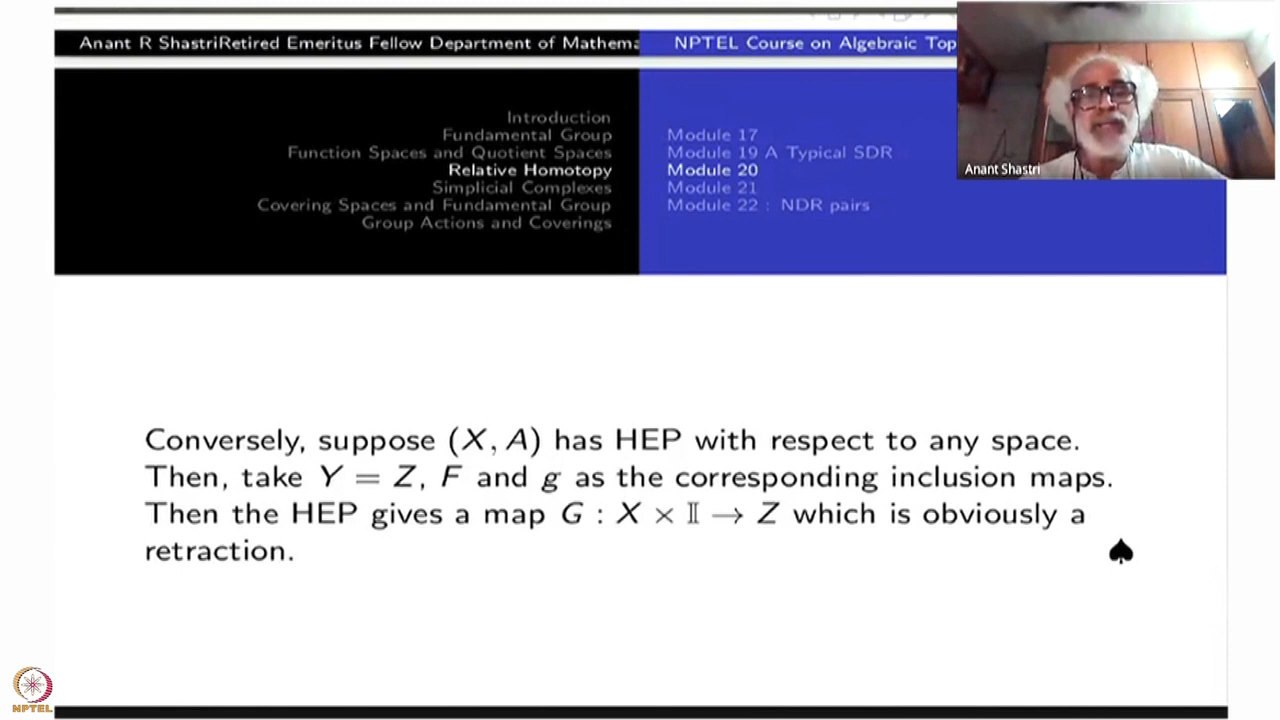 Anant R ShastriRetired Emeritus Fellow Department of Mathema
NPTEL Course on Algebraic Top
Introduction
Fundamental Group
Function Spaces and Quotient Spaces
Relative Homotopy
Simplicial Complexes
Covering Spaces and Fundamental Group
Group Actions and Coverings
Module 17
Module 19 A Typical SDR
Module 20
Module 21
Module 22 : NDR pairs
Anant Shastri
Conversely, suppose (X, A) has HEP with respect to any space.
Then, take Y = Z, F and g as the corresponding inclusion maps.
Then the HEP gives a map G : X × 𝕀 → Z which is obviously a
retraction. ♠
NPTEL